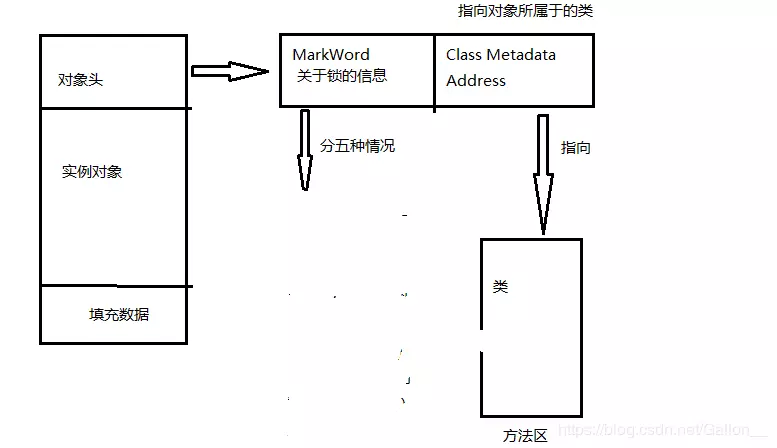 指向对象所属于的类
对象头
MarkWord
关于锁的信息
Class Metadata
Address
分五种情况
指向
实例对象
类
填充数据
方法区
https://blog.csdn.net/Gallon__